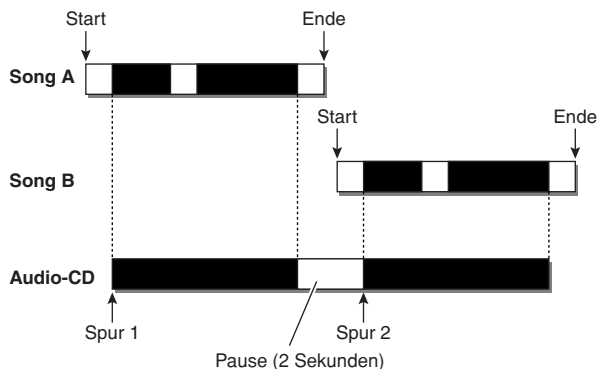 Start
Ende
Song A
Start
Ende
Song B
Audio-CD
Spur 1
Spur 2
Pause (2 Sekunden)